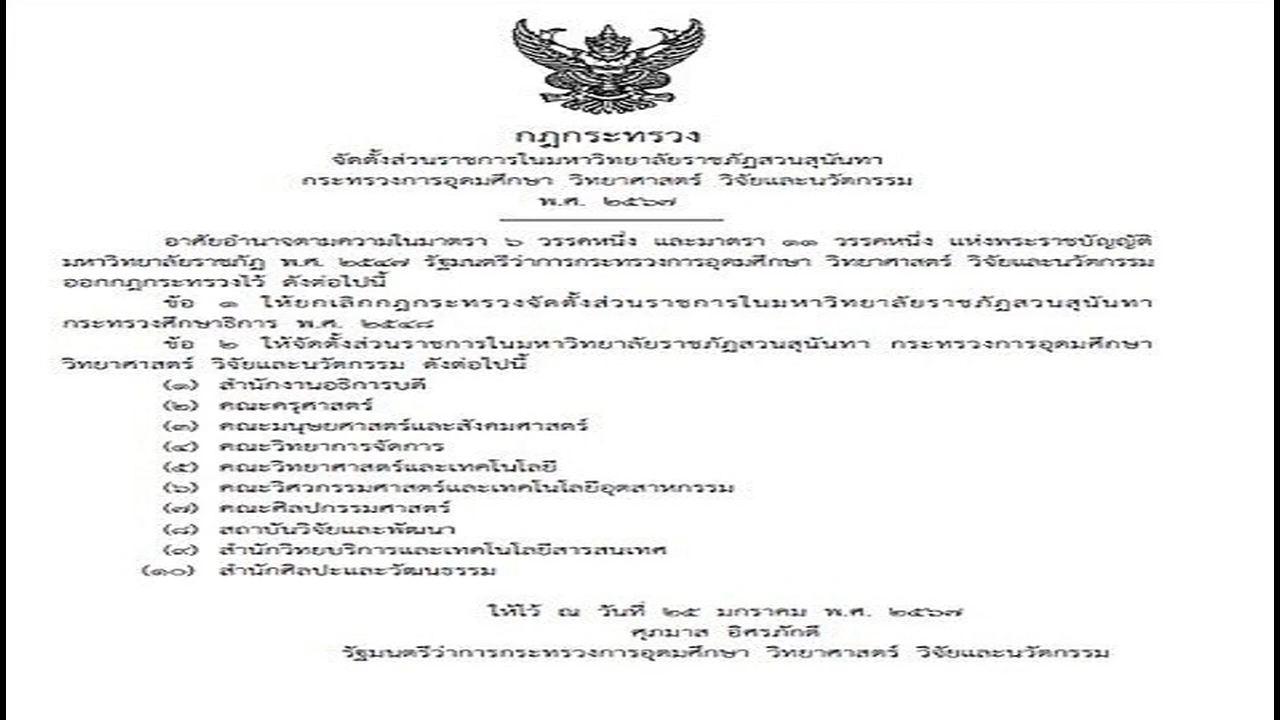 กฎกระทรวง
จัดตั้งส่วนราชการในมหาวิทยาลัยราชภัฏสวนสุนันทา
กระทรวงการอุดมศึกษา วิทยาศาสตร์ วิจัยและนวัตกรรม
พ.ศ. ๒๕๖๗
อาศัยอำนาจตามความในมาตรา ๖ วรรคหนึ่ง และมาตรา ๑๑ วรรคหนึ่ง แห่งพระราชบัญญัติ
มหาวิทยาลัยราชภัฏ พ.ศ. ๒๕๔๗ รัฐมนตรีว่าการกระทรวงการอุดมศึกษา วิทยาศาสตร์ วิจัยและนวัตกรรม
ออกกฎกระทรวงไว้ ดังต่อไปนี้
ข้อ ๑ ให้ยกเลิกกฎกระทรวงจัดตั้งส่วนราชการในมหาวิทยาลัยราชภัฏสวนสุนันทา
กระทรวงศึกษาธิการ พ.ศ. ๒๕๔๘
ข้อ ๒ ให้จัดตั้งส่วนราชการในมหาวิทยาลัยราชภัฏสวนสุนันทา กระทรวงการอุดมศึกษา
วิทยาศาสตร์ วิจัยและนวัตกรรม ดังต่อไปนี้
(๑) สำนักงานอธิการบดี
(๒) คณะครุศาสตร์
(๓) คณะมนุษยศาสตร์และสังคมศาสตร์
(๔) คณะวิทยาการจัดการ
(๕) คณะวิทยาศาสตร์และเทคโนโลยี
(๖) คณะวิศวกรรมศาสตร์และเทคโนโลยีอุตสาหกรรม
(๗) คณะศิลปกรรมศาสตร์
(๘) สถาบันวิจัยและพัฒนา
(๙) สำนักวิทยบริการและเทคโนโลยีสารสนเทศ
(๑๐) สำนักศิลปะและวัฒนธรรม
ให้ไว้ ณ วันที่ ๒๕ มกราคม พ.ศ. ๒๕๖๗
ศุภมาส อิศรภักดี
รัฐมนตรีว่าการกระทรวงการอุดมศึกษา วิทยาศาสตร์ วิจัยและนวัตกรรม